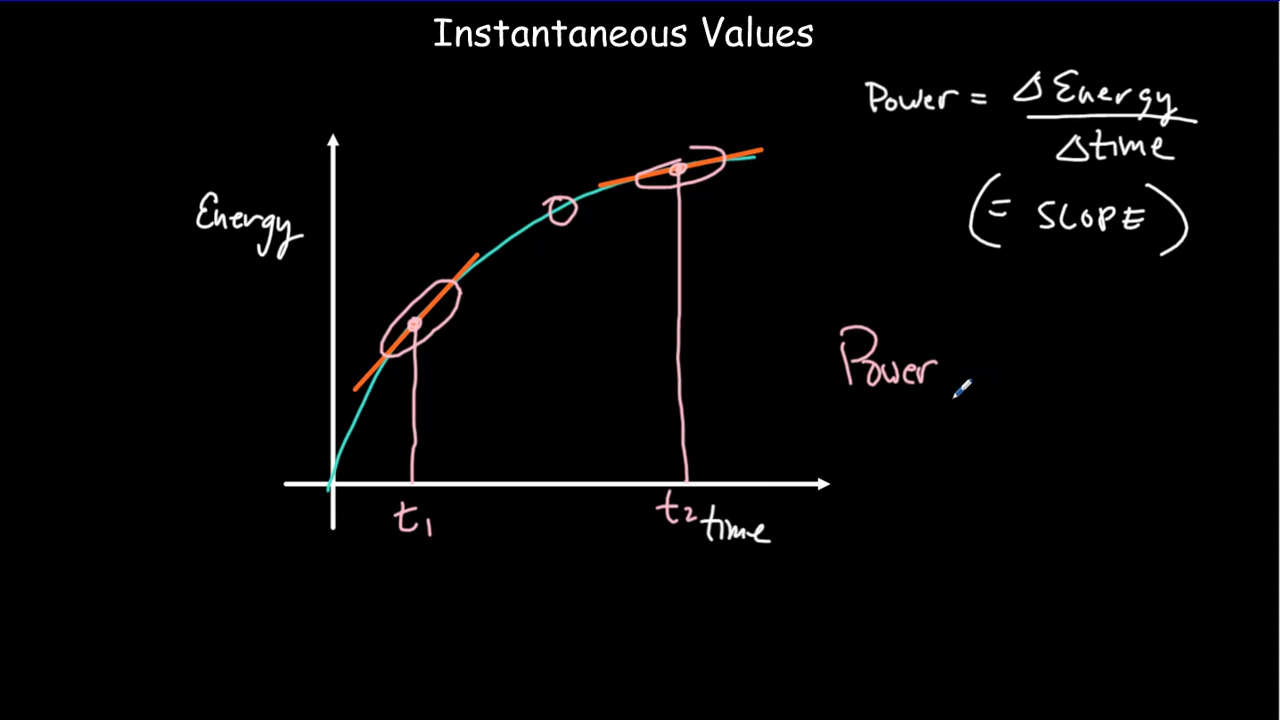 Instantaneous Values
Power = ΔEnergy
Δtime
(= SLOPE)
Energy
Power
t1
t2
time